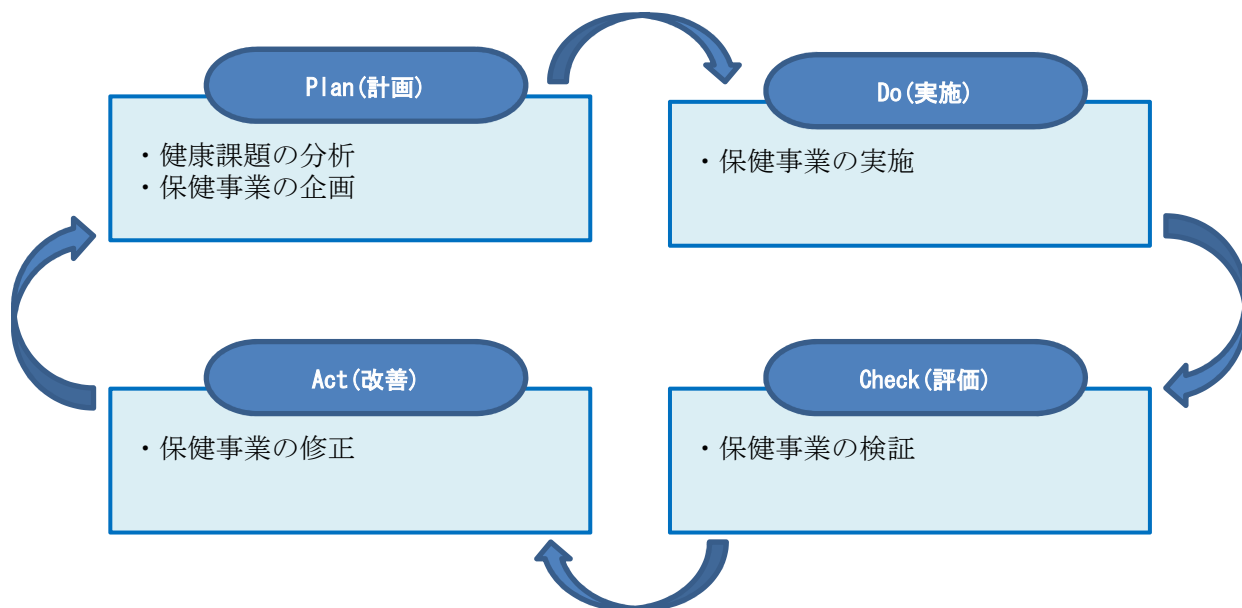 Plan(計画)
・健康課題の分析
・保健事業の企画
Do(実施)
・保健事業の実施
Act(改善)
・保健事業の修正
Check(評価)
・保健事業の検証